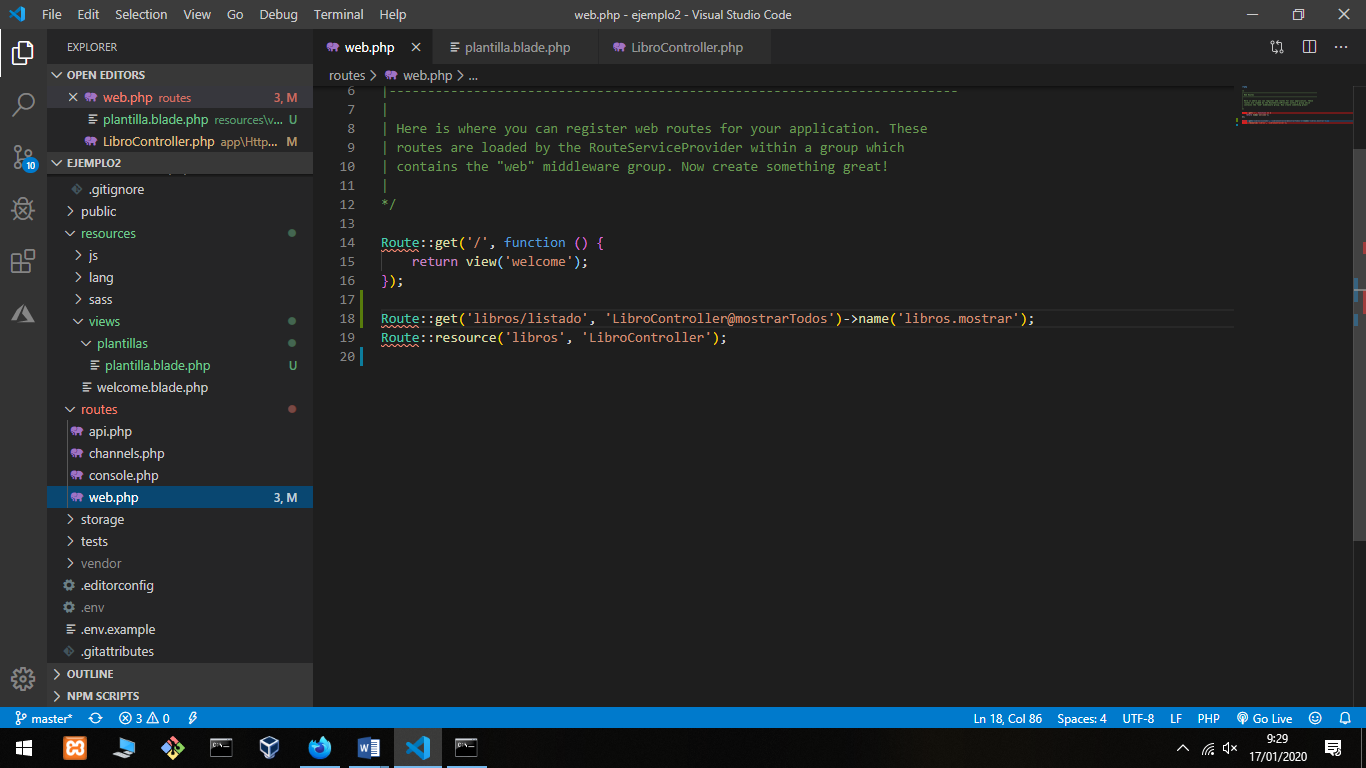 File Edit Selection View Go Debug Terminal Help
web.php - ejemplo2 - Visual Studio Code
EXPLORER
OPEN EDITORS
web.php routes 3, M
plantilla.blade.php resources\v... U
LibroController.php app\Http... M
EJEMPLO2
.gitignore
public
resources
js
lang
sass
views
plantillas
plantilla.blade.php U
welcome.blade.php
routes
api.php
channels.php
console.php
web.php 3, M
storage
tests
vendor
.editorconfig
.env
.env.example
.gitattributes
OUTLINE
NPM SCRIPTS
10
web.php
plantilla.blade.php
LibroController.php
routes > web.php > ...
6 |--------------------------------------------------------------------------
7 |
8 | Here is where you can register web routes for your application. These
9 | routes are loaded by the RouteServiceProvider within a group which
10 | contains the "web" middleware group. Now create something great!
11 |
12 */
13
14 Route::get('/', function () {
15 return view('welcome');
16 });
17
18 Route::get('libros/listado', 'LibroController@mostrarTodos')->name('libros.mostrar');
19 Route::resource('libros', 'LibroController');
20
master* 3 0
Ln 18, Col 86 Spaces: 4 UTF-8 LF PHP Go Live
9:29
17/01/2020